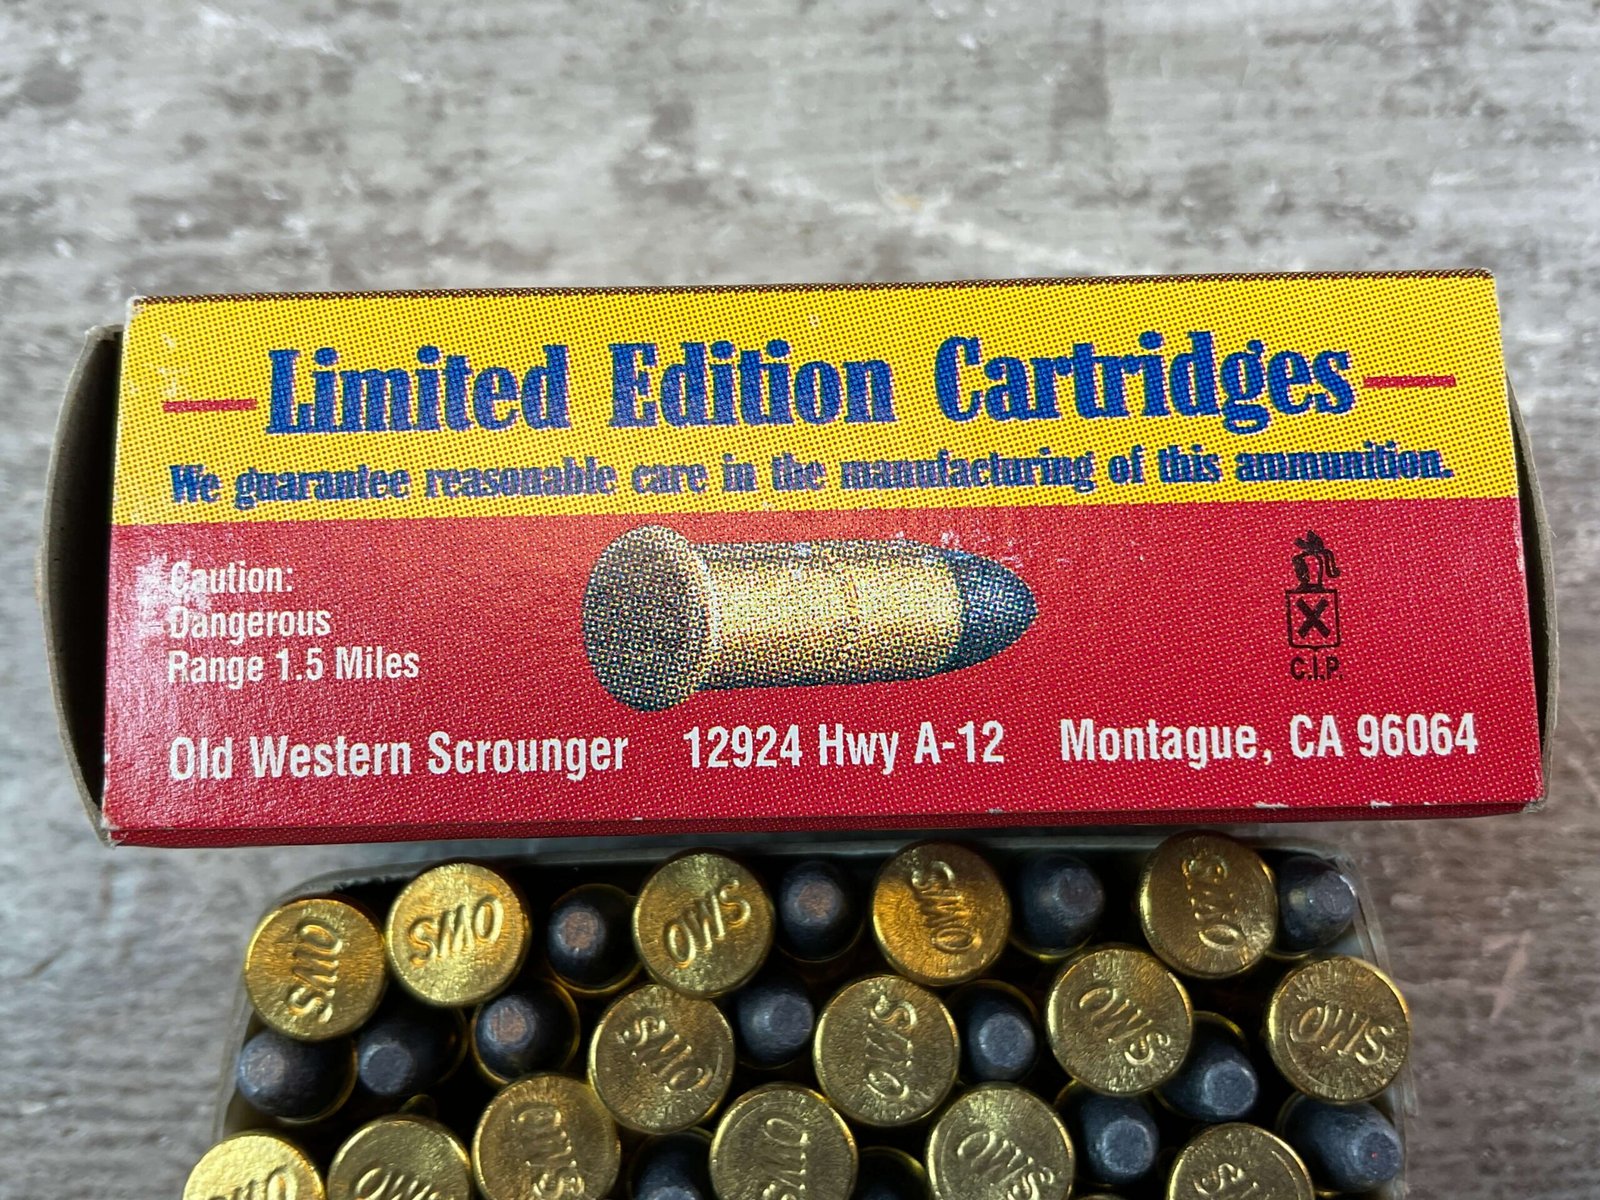 Limited Edition Cartridges
We guarantee reasonable care in the manufacturing of this ammunition.
Caution:
Dangerous
Range 1.5 Miles
C.I.P.
Old Western Scrounger 12924 Hwy A-12 Montague, CA 96064
OWS
OWS
OWS
OWS
OWS
OWS
OWS
OWS
OWS
OWS
OWS
OWS
OWS
OWS